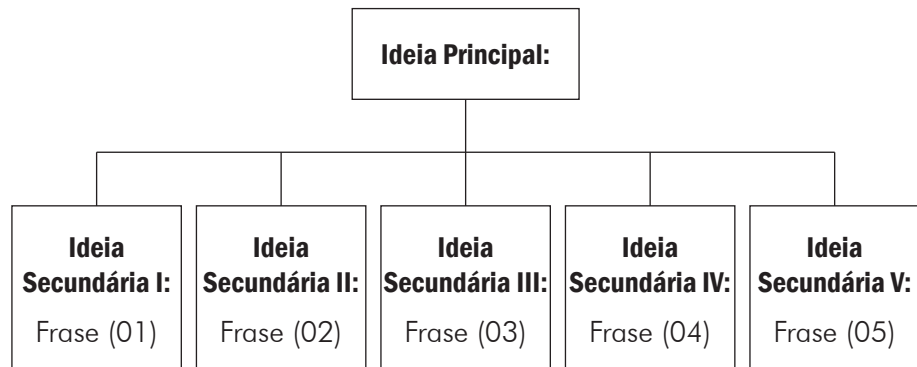 Ideia Principal:
Ideia
Secundária I:
Frase (01)
Ideia
Secundária II:
Frase (02)
Ideia
Secundária III:
Frase (03)
Ideia
Secundária IV:
Frase (04)
Ideia
Secundária V:
Frase (05)